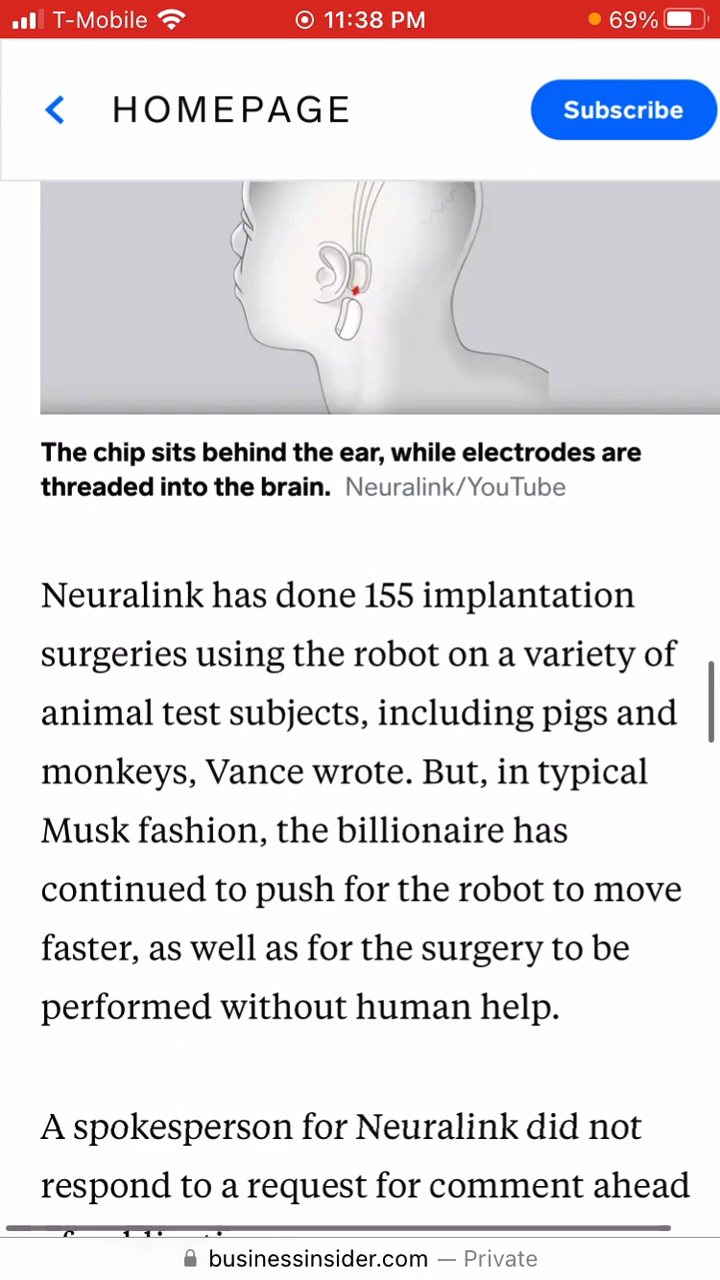 T-Mobile 11:38 PM 69%
HOMEPAGE Subscribe
The chip sits behind the ear, while electrodes are
threaded into the brain. Neuralink/YouTube
Neuralink has done 155 implantation
surgeries using the robot on a variety of
animal test subjects, including pigs and
monkeys, Vance wrote. But, in typical
Musk fashion, the billionaire has
continued to push for the robot to move
faster, as well as for the surgery to be
performed without human help.
A spokesperson for Neuralink did not
respond to a request for comment ahead
businessinsider.com — Private